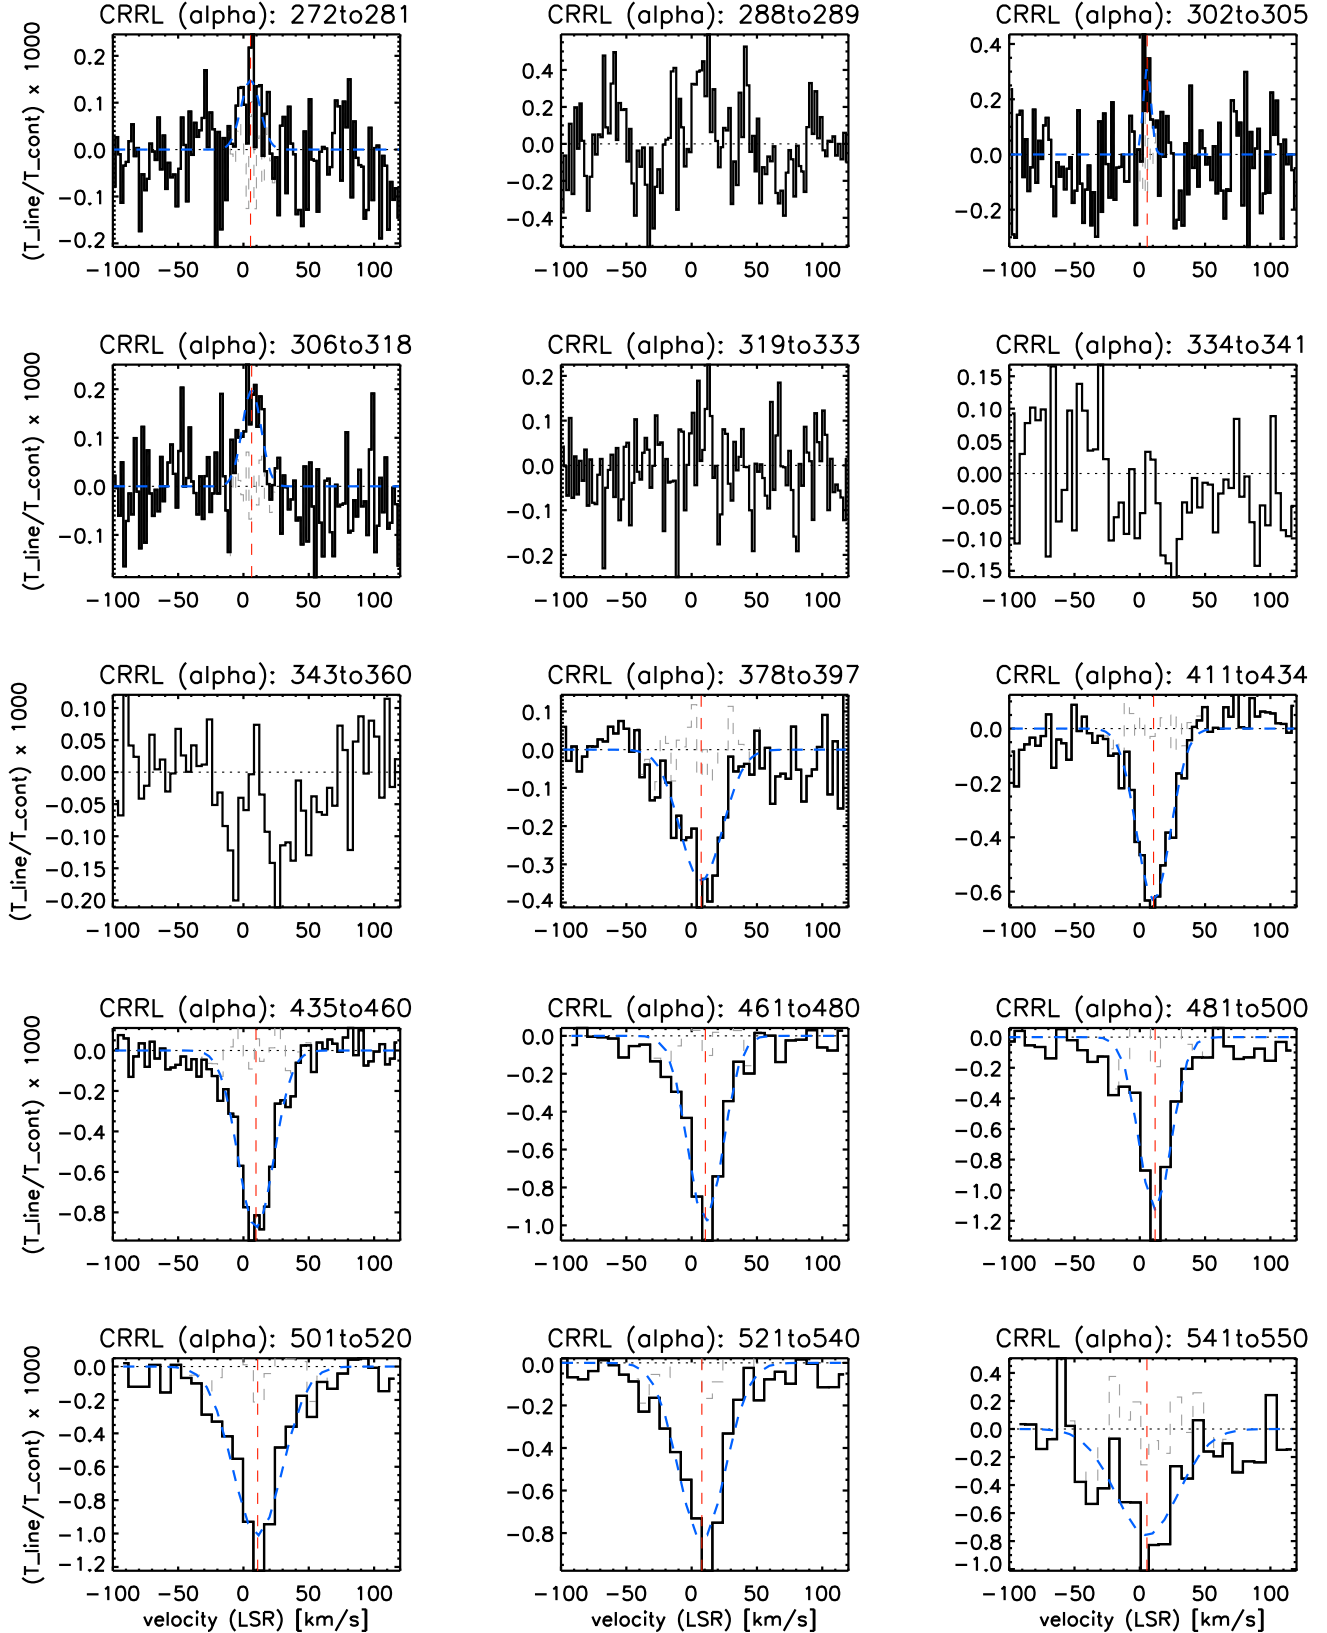 CRRL (alpha): 272to281 CRRL (alpha): 288to289 CRRL (alpha): 302to305
(T_line/T_cont) x 1000
0.2 0.1 0.0 −0.1 −0.2
0.4 0.2 0.0 −0.2 −0.4
0.4 0.2 0.0 −0.2
−100 −50 0 50 100 −100 −50 0 50 100 −100 −50 0 50 100
CRRL (alpha): 306to318 CRRL (alpha): 319to333 CRRL (alpha): 334to341
(T_line/T_cont) x 1000
0.2 0.1 0.0 −0.1
0.2 0.1 0.0 −0.1 −0.2
0.15 0.10 0.05 0.00 −0.05 −0.10 −0.15
−100 −50 0 50 100 −100 −50 0 50 100 −100 −50 0 50 100
CRRL (alpha): 343to360 CRRL (alpha): 378to397 CRRL (alpha): 411to434
(T_line/T_cont) x 1000
0.10 0.05 0.00 −0.05 −0.10 −0.15 −0.20
0.1 0.0 −0.1 −0.2 −0.3 −0.4
0.0 −0.2 −0.4 −0.6
−100 −50 0 50 100 −100 −50 0 50 100 −100 −50 0 50 100
CRRL (alpha): 435to460 CRRL (alpha): 461to480 CRRL (alpha): 481to500
(T_line/T_cont) x 1000
0.0 −0.2 −0.4 −0.6 −0.8
0.0 −0.2 −0.4 −0.6 −0.8 −1.0
0.0 −0.2 −0.4 −0.6 −0.8 −1.0 −1.2
−100 −50 0 50 100 −100 −50 0 50 100 −100 −50 0 50 100
CRRL (alpha): 501to520 CRRL (alpha): 521to540 CRRL (alpha): 541to550
(T_line/T_cont) x 1000
0.0 −0.2 −0.4 −0.6 −0.8 −1.0 −1.2
0.0 −0.2 −0.4 −0.6 −0.8
0.4 0.2 0.0 −0.2 −0.4 −0.6 −0.8 −1.0
−100 −50 0 50 100 −100 −50 0 50 100 −100 −50 0 50 100
velocity (LSR) [km/s] velocity (LSR) [km/s] velocity (LSR) [km/s]